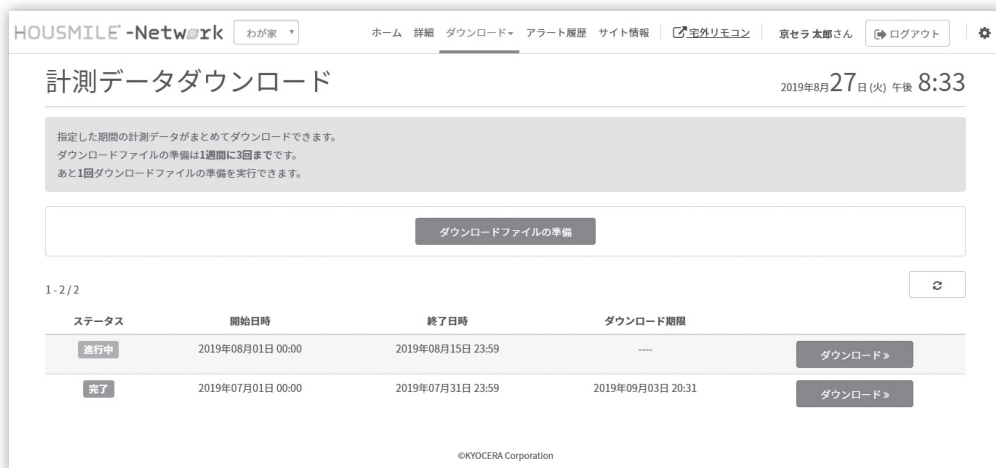 HOUSMILE -Netwørk わが家 ホーム 詳細 ダウンロード アラート履歴 サイト情報 宅外リモコン 京セラ 太郎さん ログアウト
計測データダウンロード 2019年8月27日(火) 午後 8:33
指定した期間の計測データがまとめてダウンロードできます。
ダウンロードファイルの準備は1週間に3回までです。
あと1回ダウンロードファイルの準備を実行できます。
ダウンロードファイルの準備
1 - 2 / 2
ステータス 開始日時 終了日時 ダウンロード期限
進行中 2019年08月01日 00:00 2019年08月15日 23:59 ---- ダウンロード »
完了 2019年07月01日 00:00 2019年07月31日 23:59 2019年09月03日 20:31 ダウンロード »
©KYOCERA Corporation